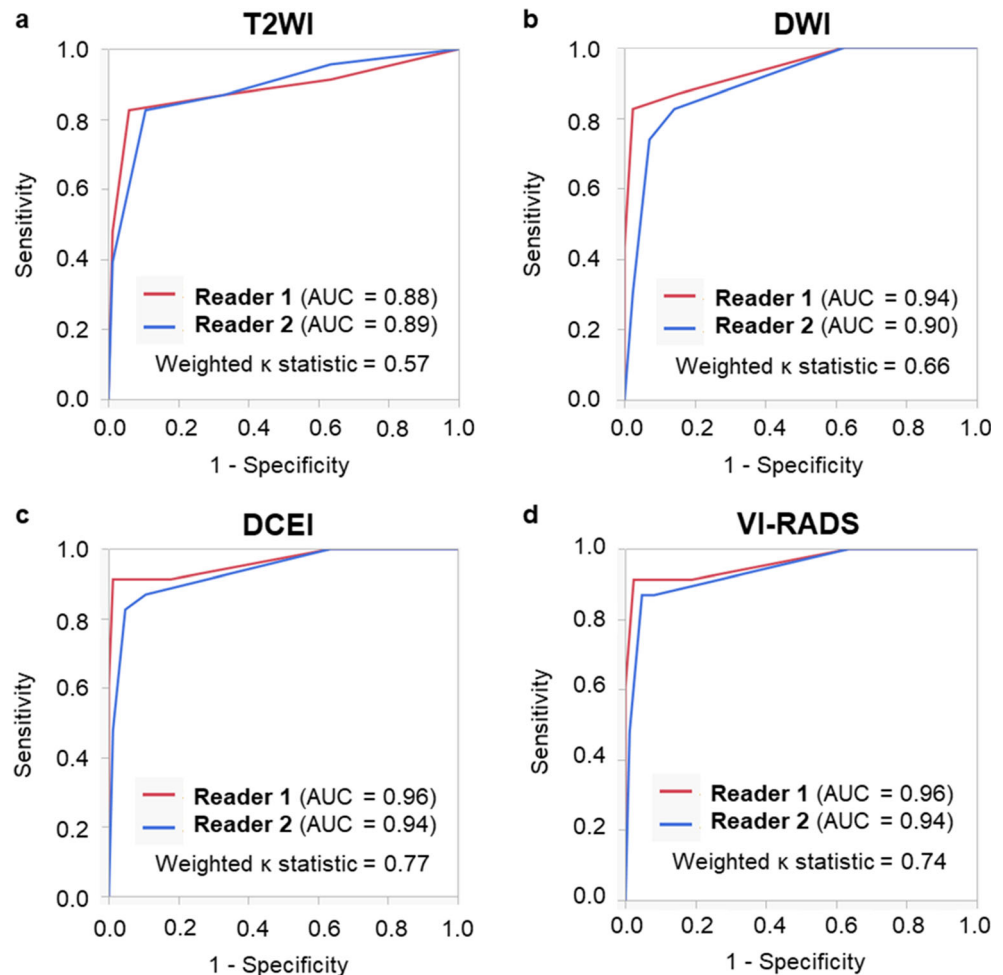 a
T2WI
1.0
0.8
0.6
0.4
0.2
0.0
Sensitivity
Reader 1 (AUC = 0.88)
Reader 2 (AUC = 0.89)
Weighted κ statistic = 0.57
0.0 0.2 0.4 0.6 0.8 1.0
1 - Specificity
b
DWI
1.0
0.8
0.6
0.4
0.2
0.0
Sensitivity
Reader 1 (AUC = 0.94)
Reader 2 (AUC = 0.90)
Weighted κ statistic = 0.66
0.0 0.2 0.4 0.6 0.8 1.0
1 - Specificity
c
DCEI
1.0
0.8
0.6
0.4
0.2
0.0
Sensitivity
Reader 1 (AUC = 0.96)
Reader 2 (AUC = 0.94)
Weighted κ statistic = 0.77
0.0 0.2 0.4 0.6 0.8 1.0
1 - Specificity
d
VI-RADS
1.0
0.8
0.6
0.4
0.2
0.0
Sensitivity
Reader 1 (AUC = 0.96)
Reader 2 (AUC = 0.94)
Weighted κ statistic = 0.74
0.0 0.2 0.4 0.6 0.8 1.0
1 - Specificity